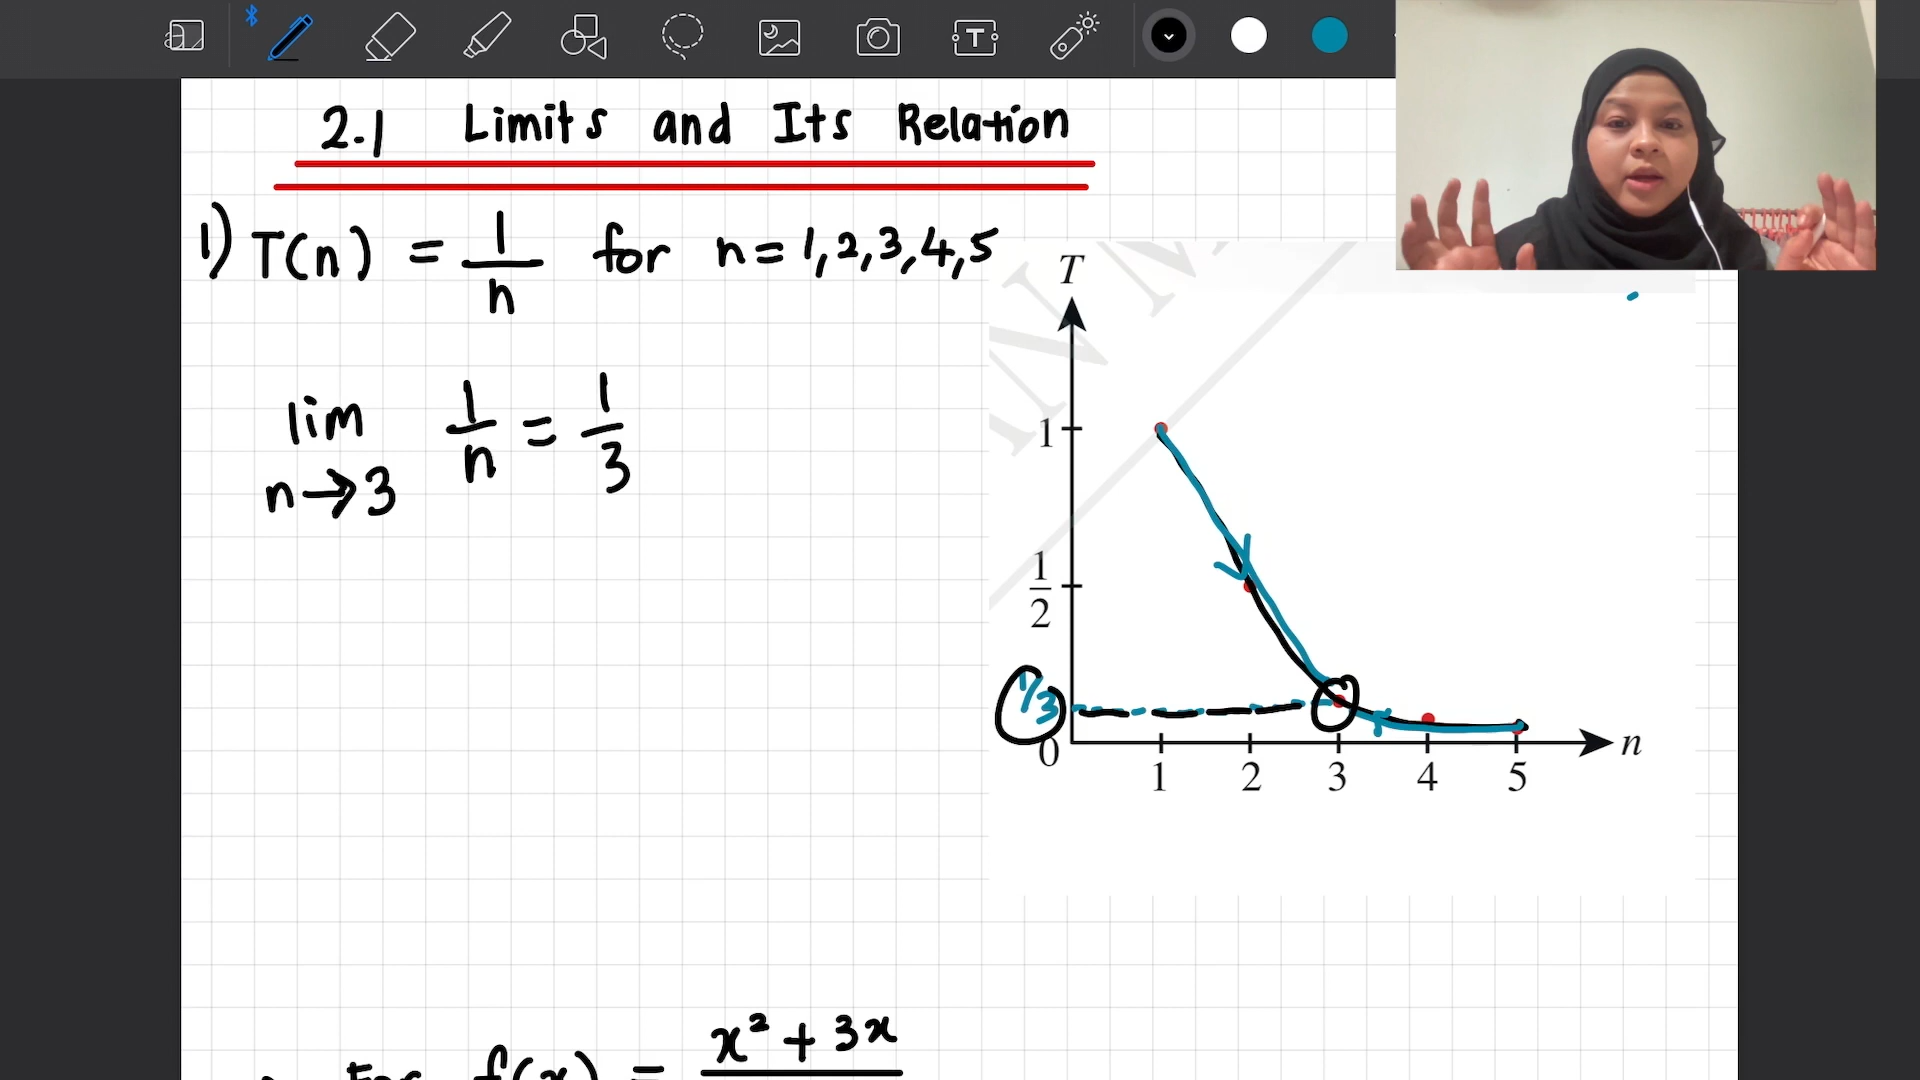 2.1 Limits and Its Relation
1) T(n) = 1/n for n = 1,2,3,4,5
lim n→3 1/n = 1/3
T
1
1/2
1/3
0
1 2 3 4 5
n
For f(x) = x² + 3x